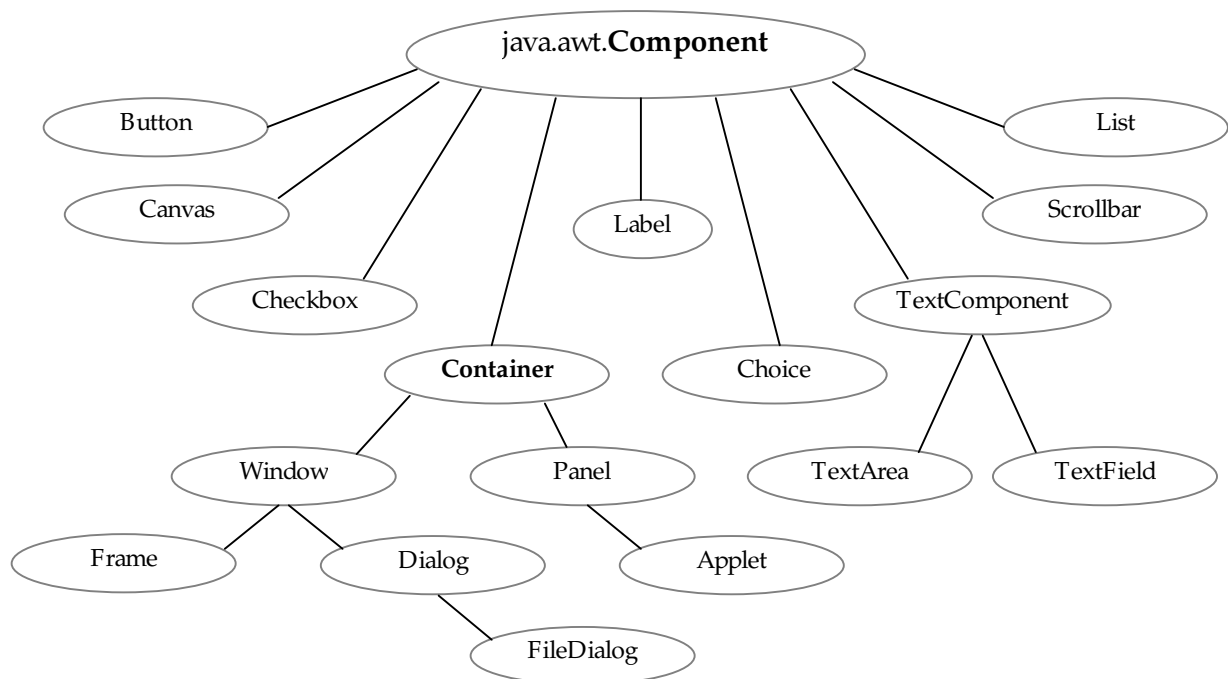 java.awt.Component
Button
List
Canvas
Label
Scrollbar
Checkbox
TextComponent
Container
Choice
Window
Panel
TextArea
TextField
Frame
Dialog
Applet
FileDialog